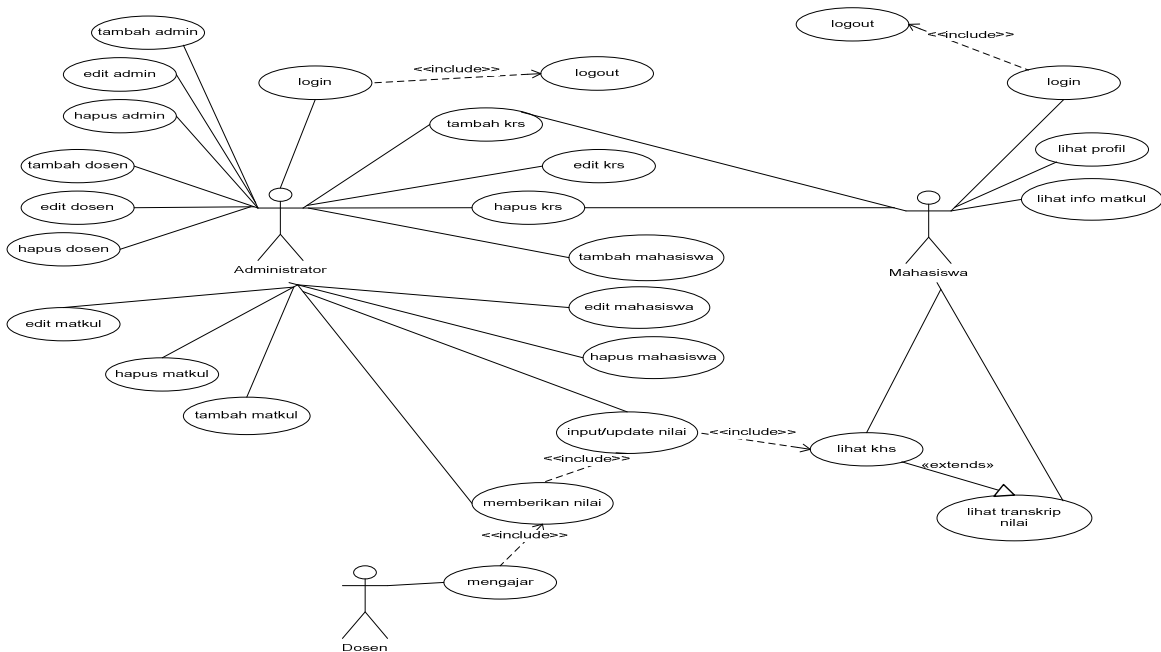 tambah admin
logout
<<include>>
edit admin
<<include>>
logout
login
login
hapus admin
tambah krs
lihat profil
tambah dosen
edit krs
lihat info matkul
edit dosen
hapus krs
hapus dosen
tambah mahasiswa
Administrator
Mahasiswa
edit mahasiswa
edit matkul
hapus mahasiswa
hapus matkul
tambah matkul
input/update nilai
<<include>>
lihat khs
<<include>>
«extends»
memberikan nilai
lihat transkrip
nilai
<<include>>
mengajar
Dosen